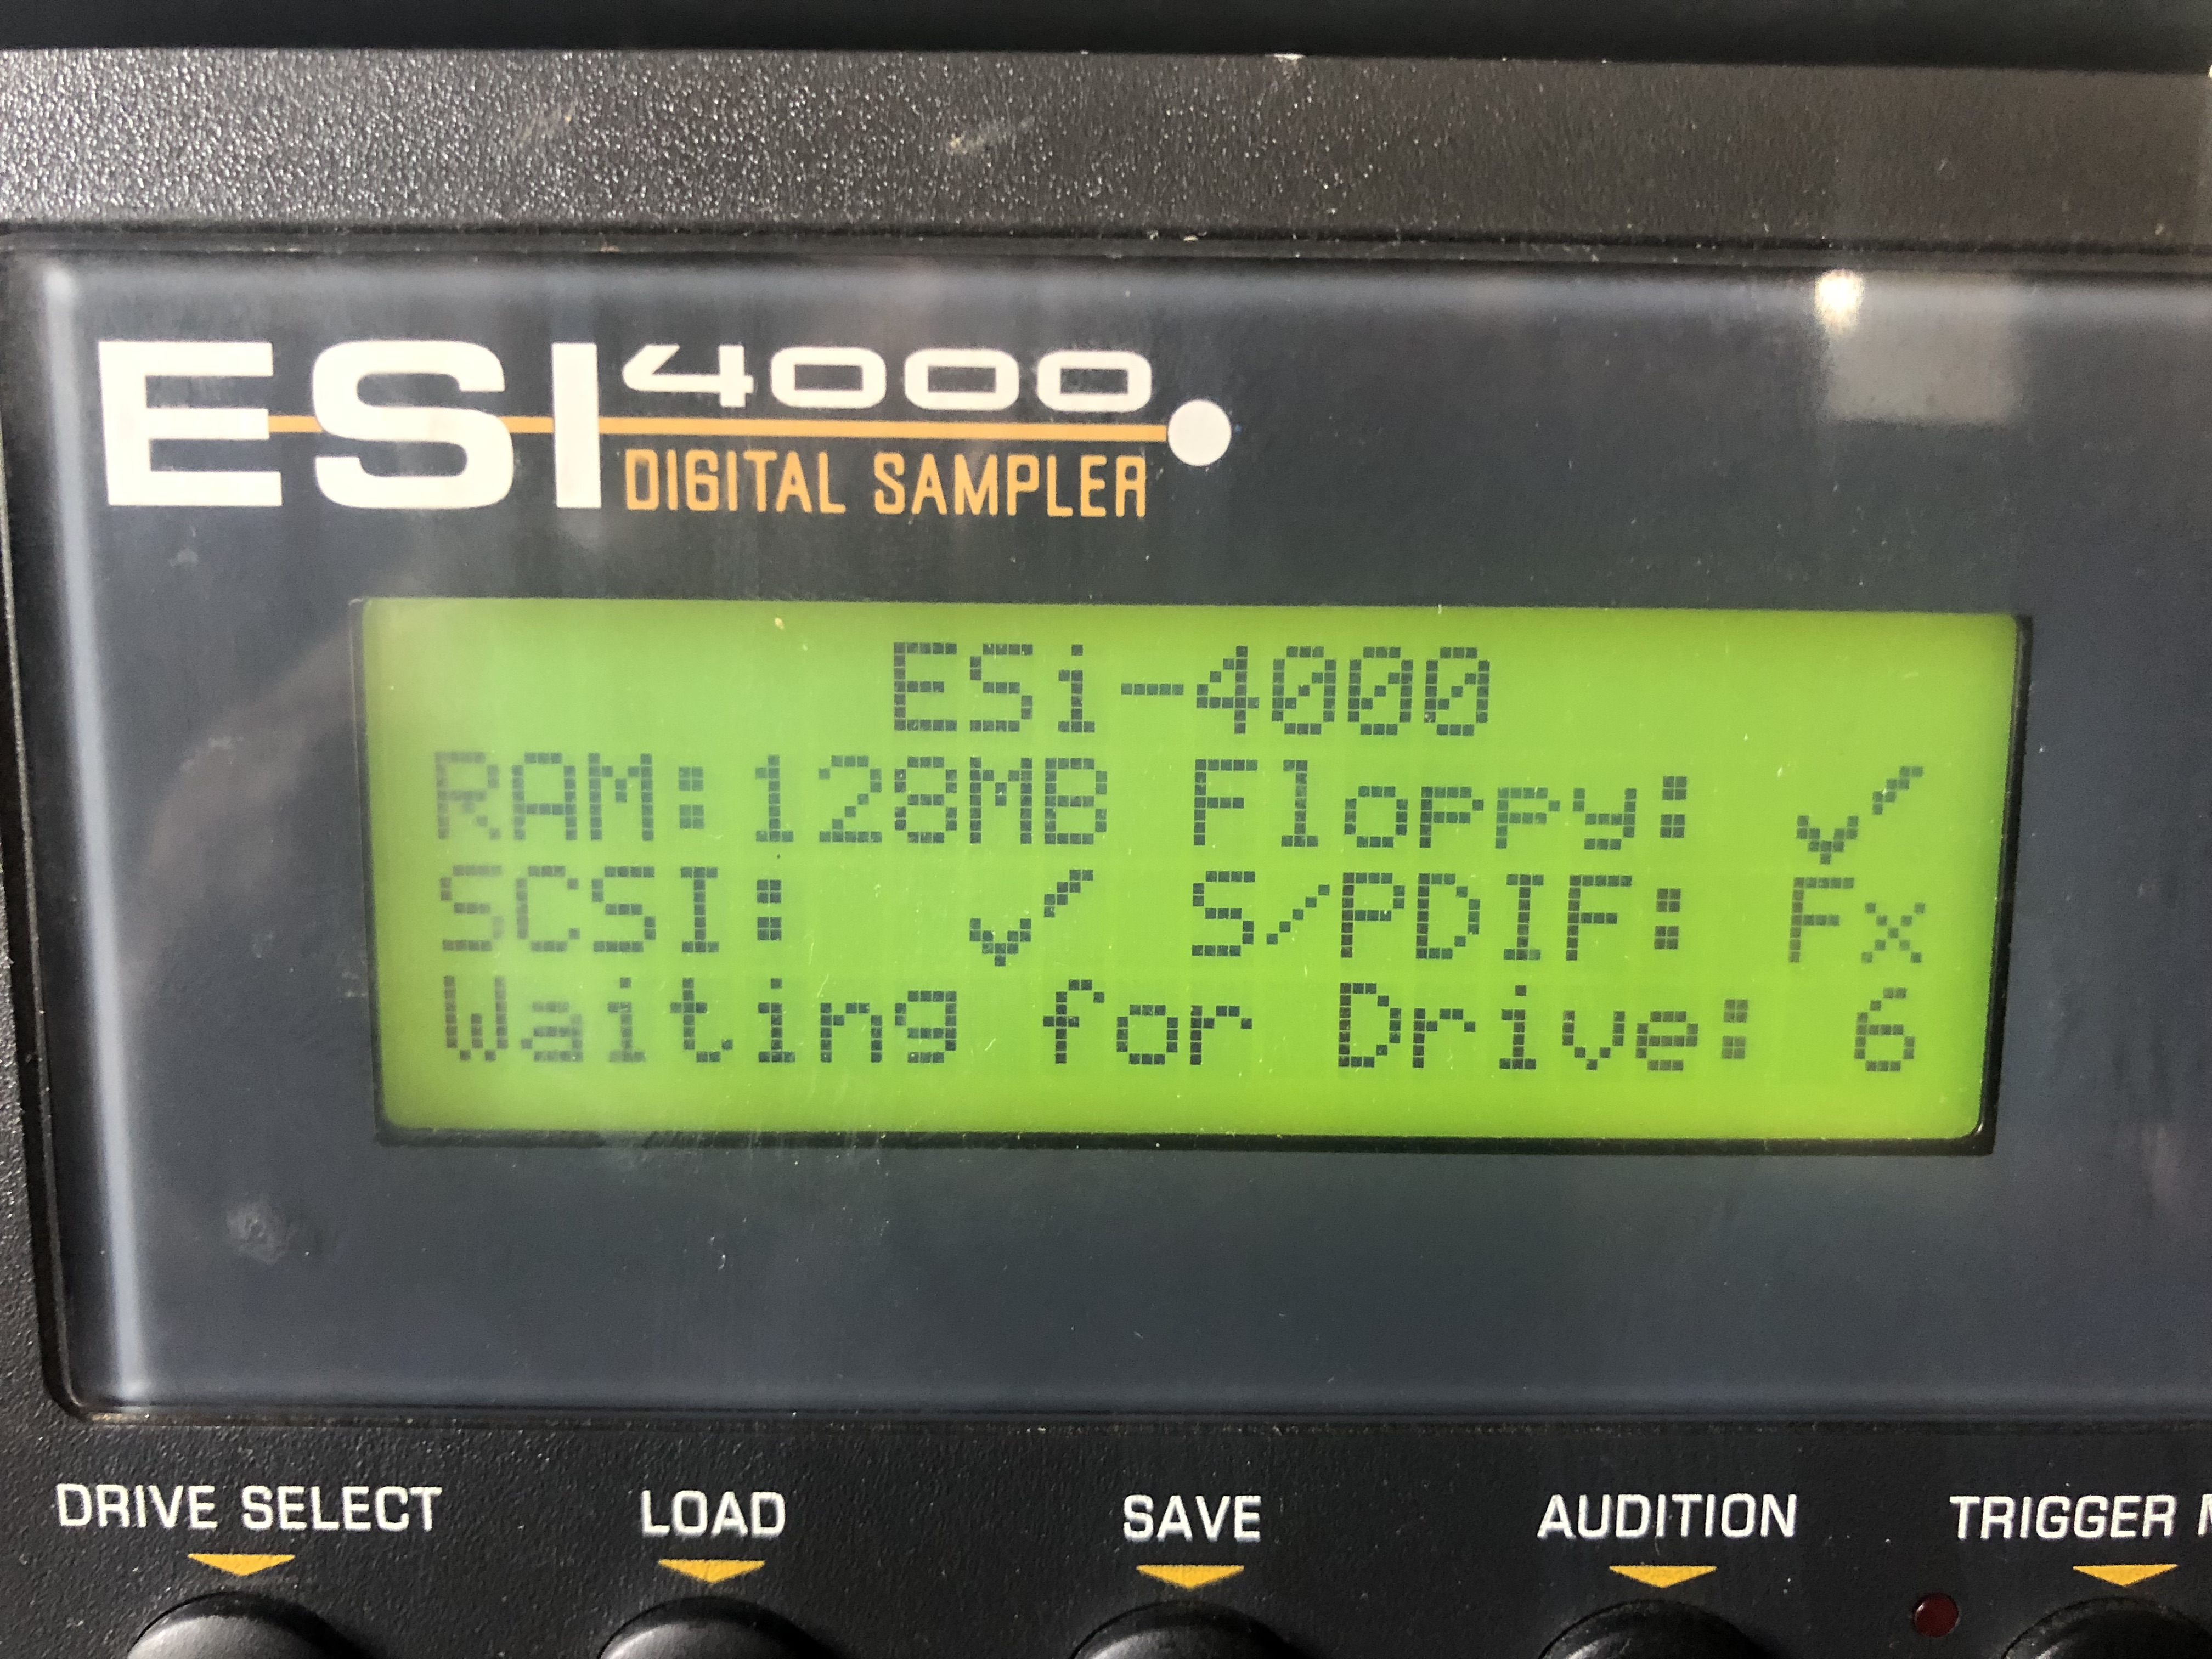 ESI 4000
DIGITAL SAMPLER
ESi-4000
RAM:128MB Floppy: ✓
SCSI: ✓ S/PDIF: Fx
Waiting for Drive: 6
DRIVE SELECT LOAD SAVE AUDITION TRIGGER